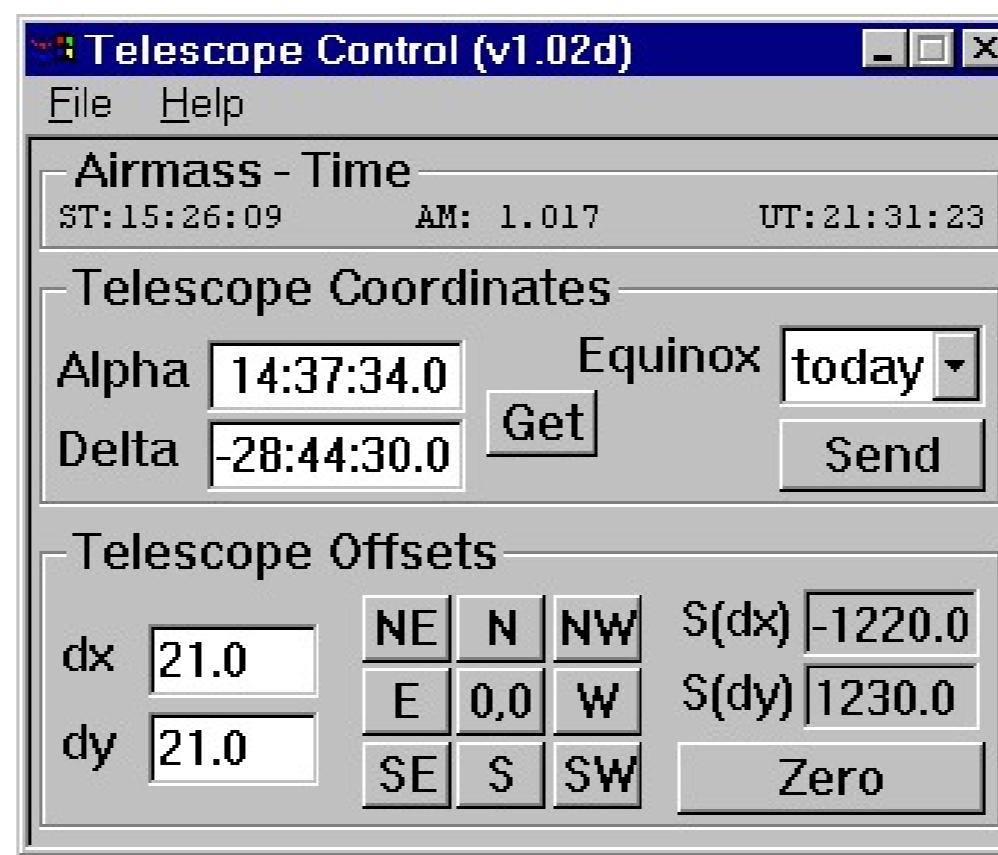 Telescope Control (v1.02d)
File Help
Airmass - Time
ST:15:26:09 AM: 1.017 UT:21:31:23
Telescope Coordinates
Alpha 14:37:34.0 Equinox today
Get
Delta -28:44:30.0 Send
Telescope Offsets
NE N NW S(dx) -1220.0
dx 21.0
E 0,0 W S(dy) 1230.0
dy 21.0
SE S SW Zero